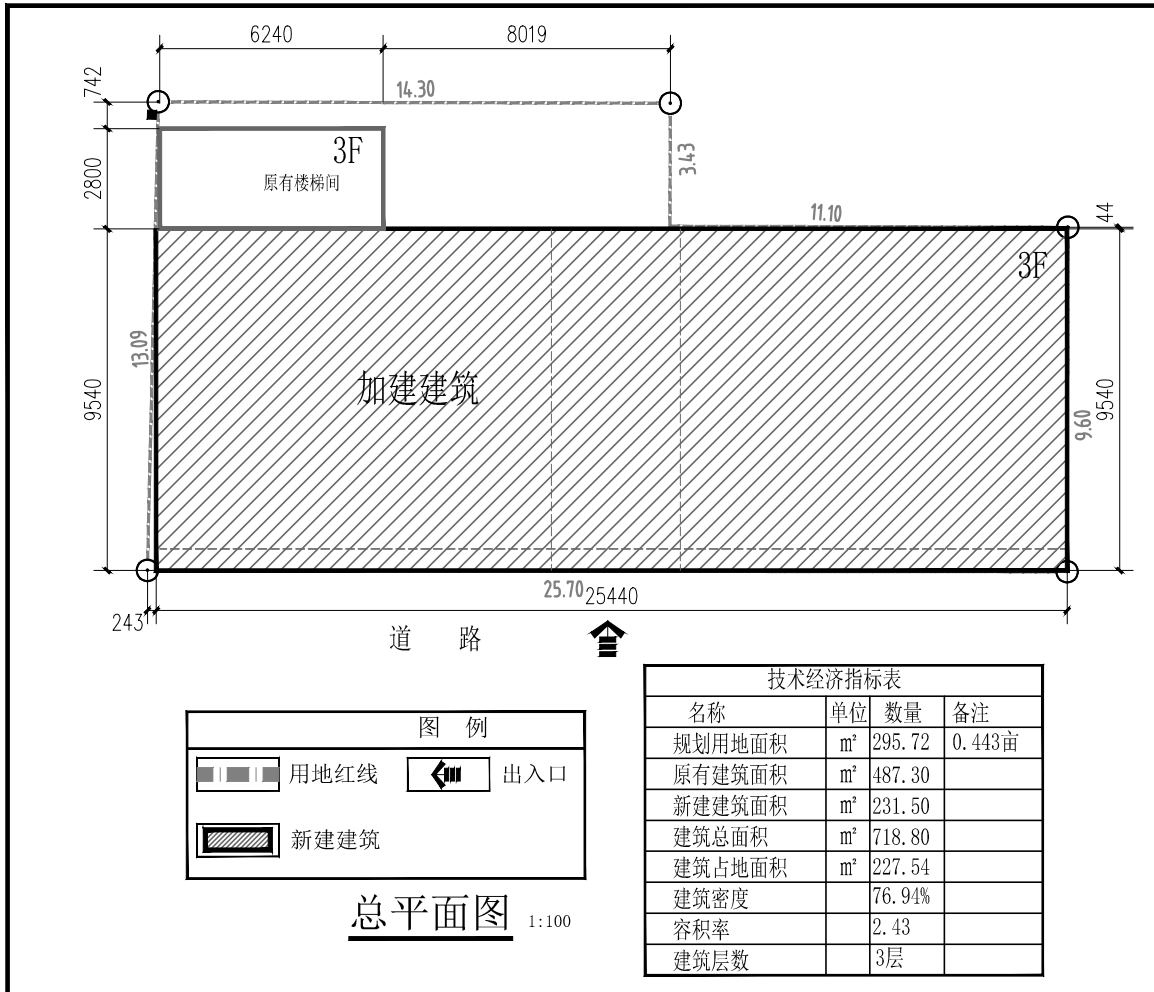 6240 8019
742
14.30
3F
原有楼梯间
2800
3.43
11.10
44
3F
13.09
加建建筑
9540
9540
9.60
25.70 25440
243
道 路
技术经济指标表
名称 单位 数量 备注
规划用地面积 m² 295.72 0.443亩
原有建筑面积 m² 487.30
新建建筑面积 m² 231.50
建筑总面积 m² 718.80
建筑占地面积 m² 227.54
建筑密度 76.94%
容积率 2.43
建筑层数 3层
图 例
用地红线 出入口
新建建筑
总平面图 1:100